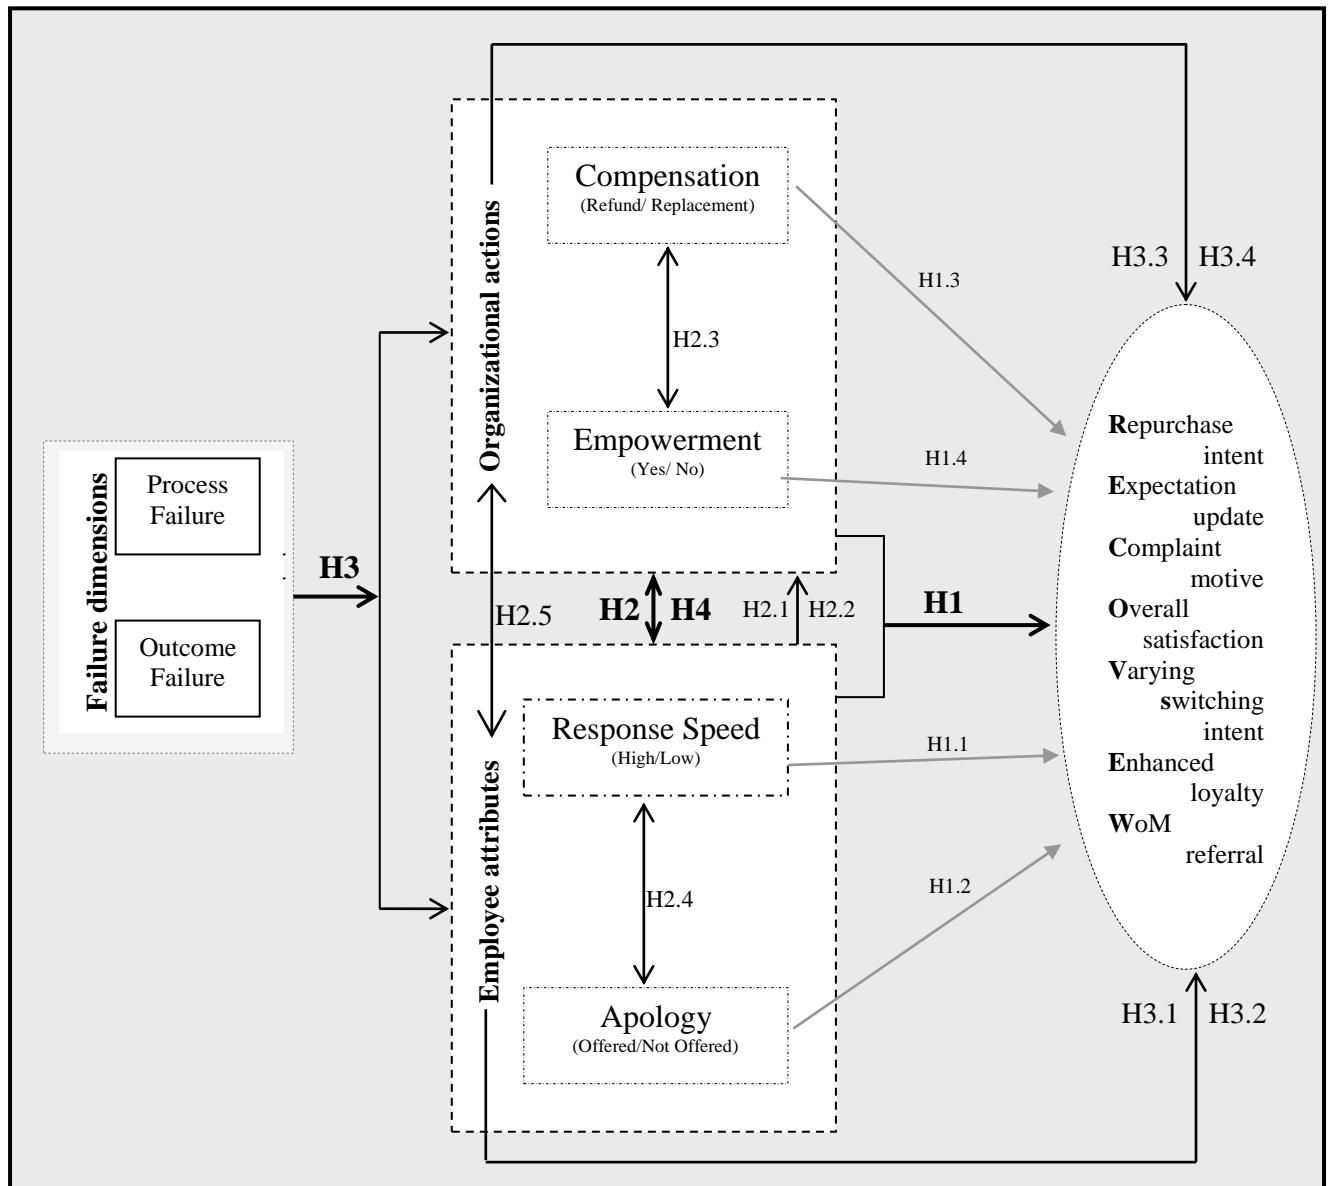 Failure dimensions
Process
Failure
Outcome
Failure
H3
Organizational actions
Compensation
(Refund/ Replacement)
H2.3
Empowerment
(Yes/ No)
H2.5
H2
H4
H2.1
H2.2
Employee attributes
Response Speed
(High/Low)
H2.4
Apology
(Offered/Not Offered)
H1.3
H1.4
H1
H1.1
H1.2
H3.3
H3.4
Repurchase
intent
Expectation
update
Complaint
motive
Overall
satisfaction
Varying
switching
intent
Enhanced
loyalty
WoM
referral
H3.1
H3.2